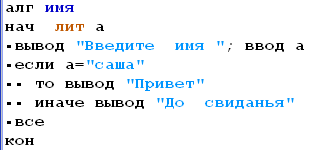 алг имя
нач лит а
·вывод "Введите имя "; ввод а
·если а="саша"
·· то вывод "Привет"
·· иначе вывод "До свиданья"
·все
кон